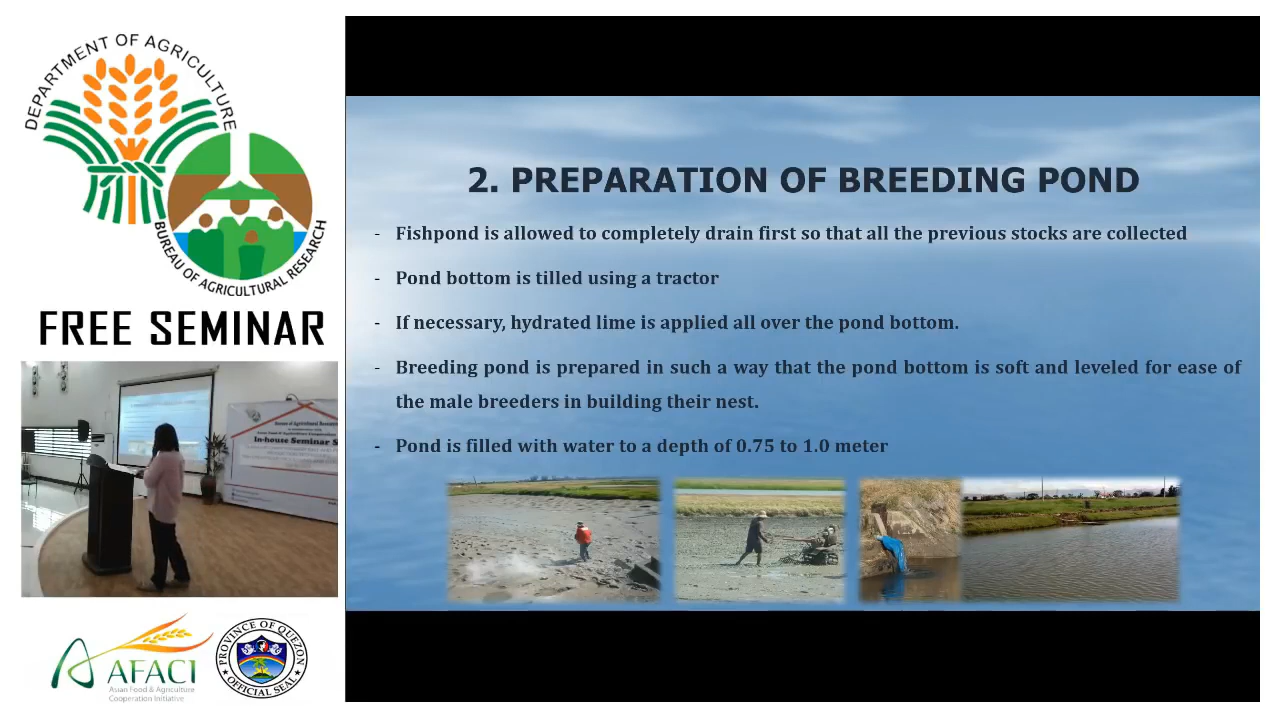 DEPARTMENT OF AGRICULTURE
BUREAU OF AGRICULTURAL RESEARCH
FREE SEMINAR
In-house Seminar S
AFACI
Asian Food & Agriculture
Cooperation Initiative
PROVINCE OF QUEZON
OFFICIAL SEAL
2. PREPARATION OF BREEDING POND
- Fishpond is allowed to completely drain first so that all the previous stocks are collected
- Pond bottom is tilled using a tractor
- If necessary, hydrated lime is applied all over the pond bottom.
- Breeding pond is prepared in such a way that the pond bottom is soft and leveled for ease of
the male breeders in building their nest.
- Pond is filled with water to a depth of 0.75 to 1.0 meter